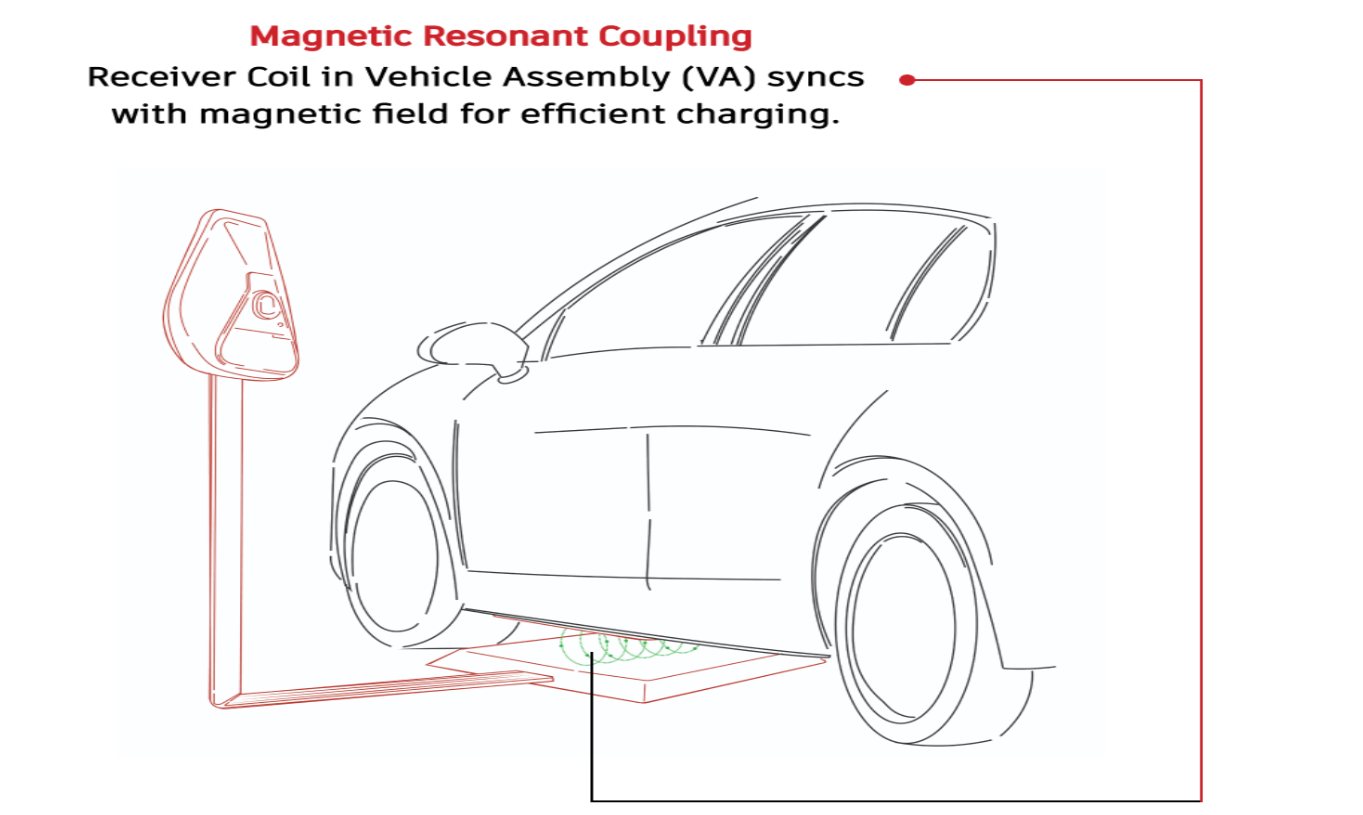 Magnetic Resonant Coupling
Receiver Coil in Vehicle Assembly (VA) syncs
with magnetic field for efficient charging.